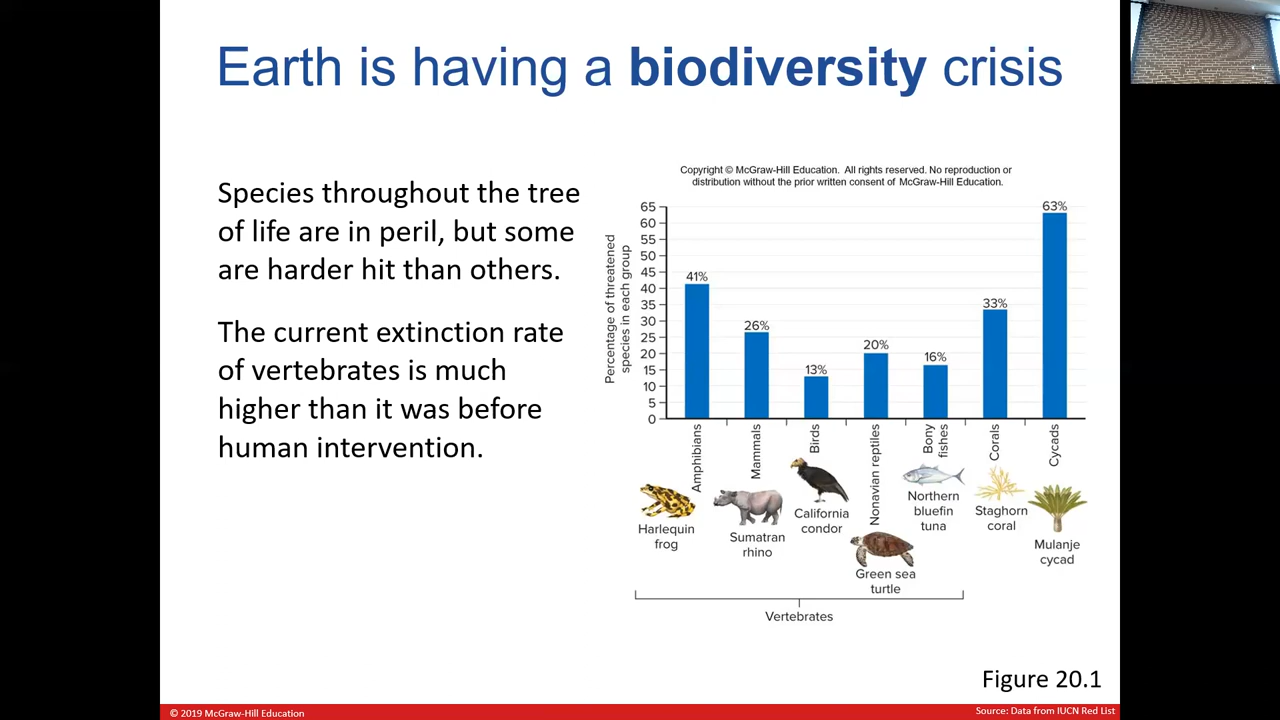 Earth is having a biodiversity crisis
Species throughout the tree
of life are in peril, but some
are harder hit than others.
The current extinction rate
of vertebrates is much
higher than it was before
human intervention.
Copyright © McGraw-Hill Education. All rights reserved. No reproduction or
distribution without the prior written consent of McGraw-Hill Education.
Percentage of threatened
species in each group
65
60
55
50
45
40
35
30
25
20
15
10
5
0
41%
26%
13%
20%
16%
33%
63%
Amphibians
Mammals
Birds
Nonavian reptiles
Bony
fishes
Corals
Cycads
Harlequin
frog
Sumatran
rhino
California
condor
Green sea
turtle
Northern
bluefin
tuna
Staghorn
coral
Mulanje
cycad
Vertebrates
Figure 20.1
© 2019 McGraw-Hill Education
Source: Data from IUCN Red List